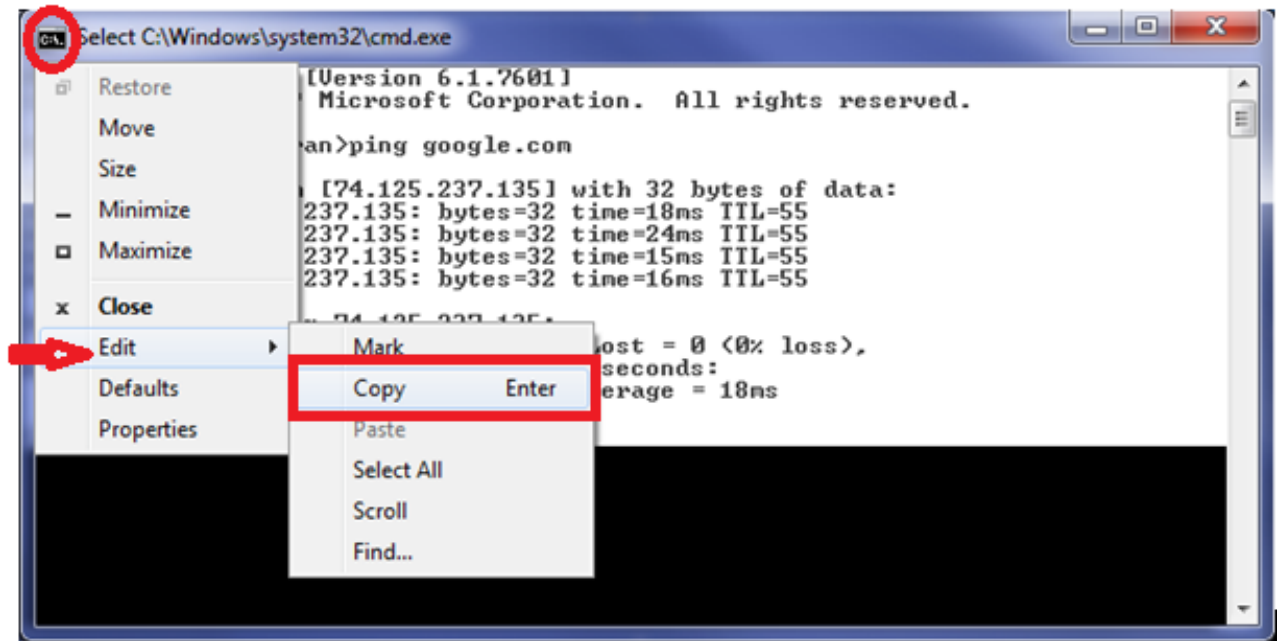 C:\.
Select C:\Windows\system32\cmd.exe
[Version 6.1.7601]
Microsoft Corporation. All rights reserved.
an>ping google.com
[74.125.237.135] with 32 bytes of data:
237.135: bytes=32 time=18ms TTL=55
237.135: bytes=32 time=24ms TTL=55
237.135: bytes=32 time=15ms TTL=55
237.135: bytes=32 time=16ms TTL=55
74.125.237.135:
ost = 0 (0% loss),
seconds:
erage = 18ms
Restore
Move
Size
Minimize
Maximize
Close
Edit
Defaults
Properties
Mark
Copy Enter
Paste
Select All
Scroll
Find...